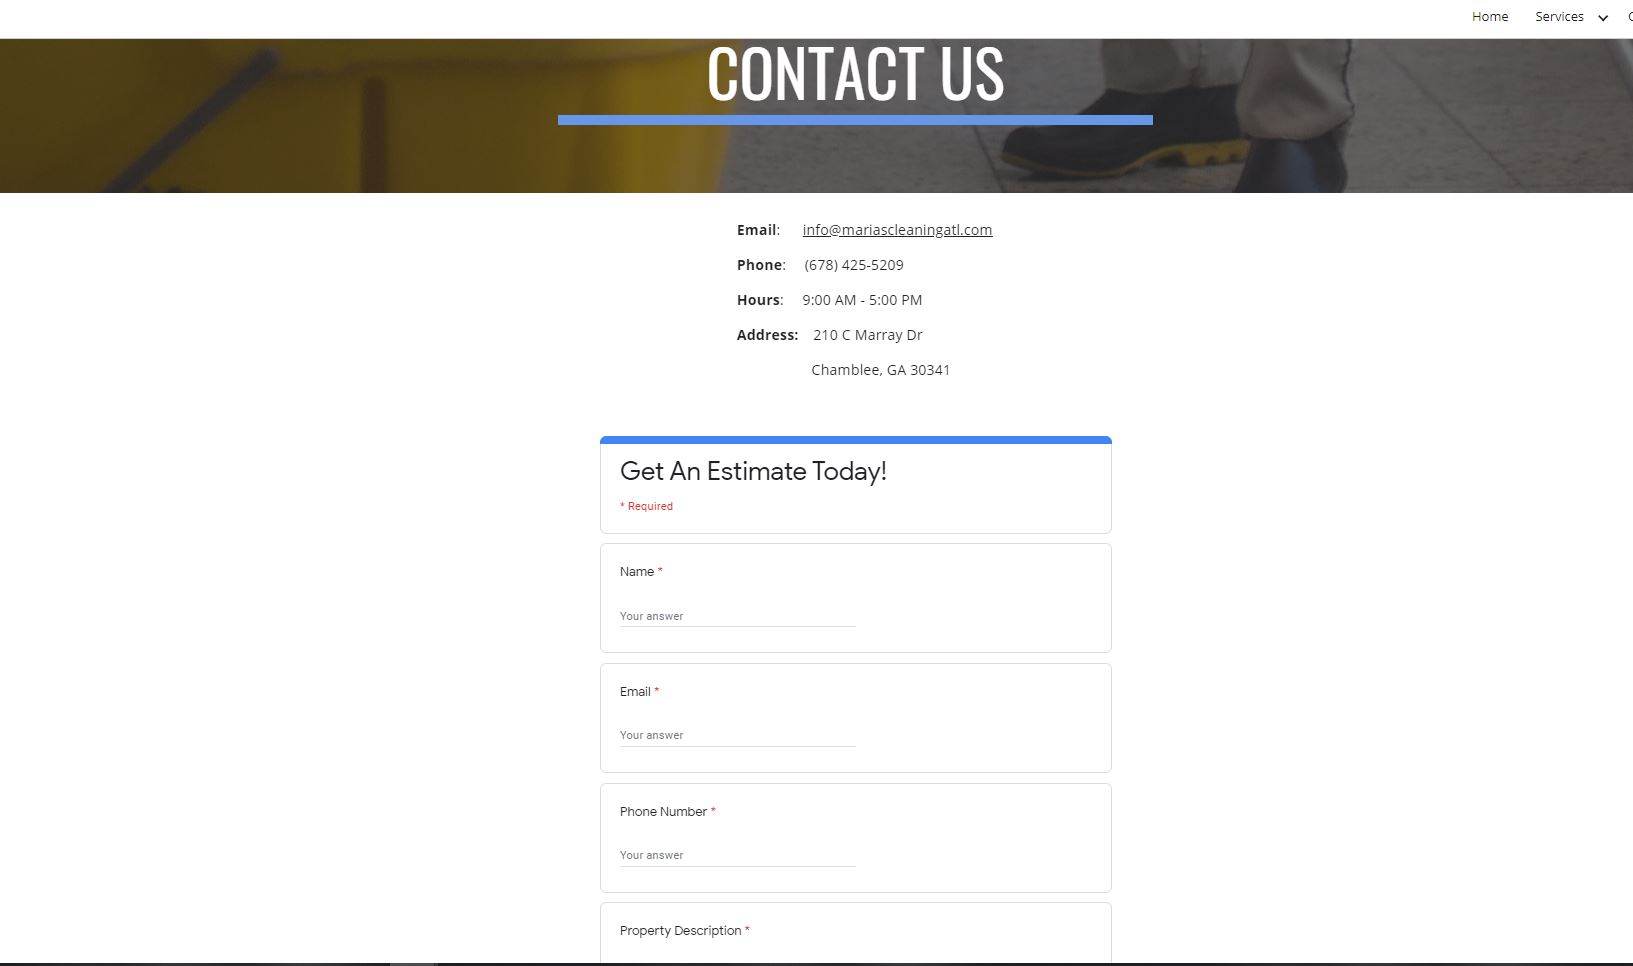 Home Services
CONTACT US
Email: info@mariascleaningatl.com
Phone: (678) 425-5209
Hours: 9:00 AM - 5:00 PM
Address: 210 C Marray Dr
Chamblee, GA 30341
Get An Estimate Today!
* Required
Name *
Your answer
Email *
Your answer
Phone Number *
Your answer
Property Description *